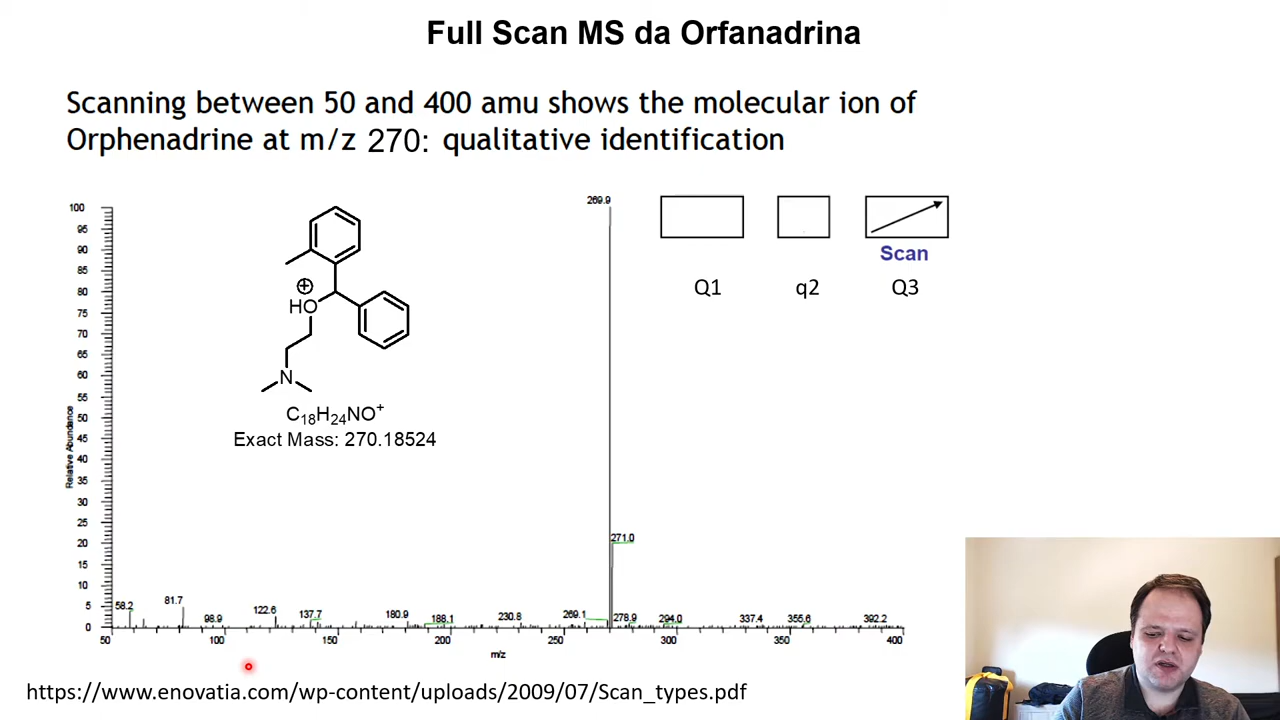 Full Scan MS da Orfanadrina
Scanning between 50 and 400 amu shows the molecular ion of
Orphenadrine at m/z 270: qualitative identification
Scan
Q1 q2 Q3
HO
N
C18H24NO+
Exact Mass: 270.18524
Relative Abundance
100
95
90
85
80
75
70
65
60
55
50
45
40
35
30
25
20
15
10
5
0
269.9
271.0
58.2 81.7 98.9 122.6 137.7 180.9 188.1 230.8 269.1 278.9 294.0 337.4 355.6 392.2
50 100 150 200 250 300 350 400
m/z
https://www.enovatia.com/wp-content/uploads/2009/07/Scan_types.pdf